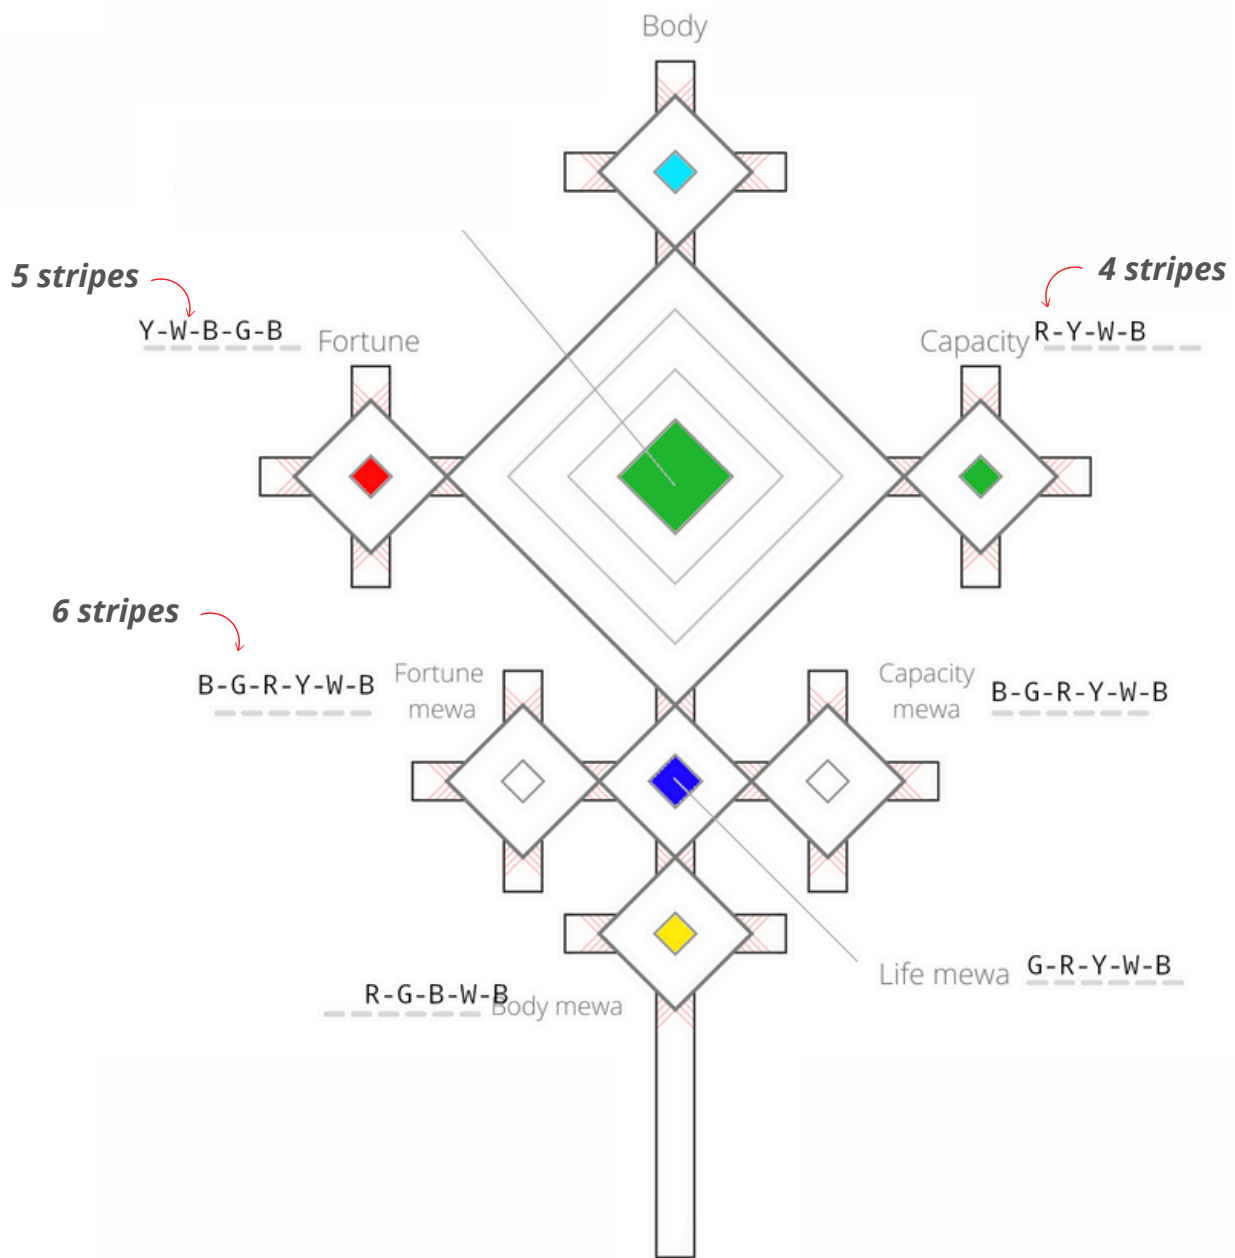 Body
5 stripes
4 stripes
Y-W-B-G-B
Fortune
Capacity
R-Y-W-B
6 stripes
B-G-R-Y-W-B
Fortune
mewa
Capacity
mewa
B-G-R-Y-W-B
Life mewa
G-R-Y-W-B
R-G-B-W-B
Body mewa